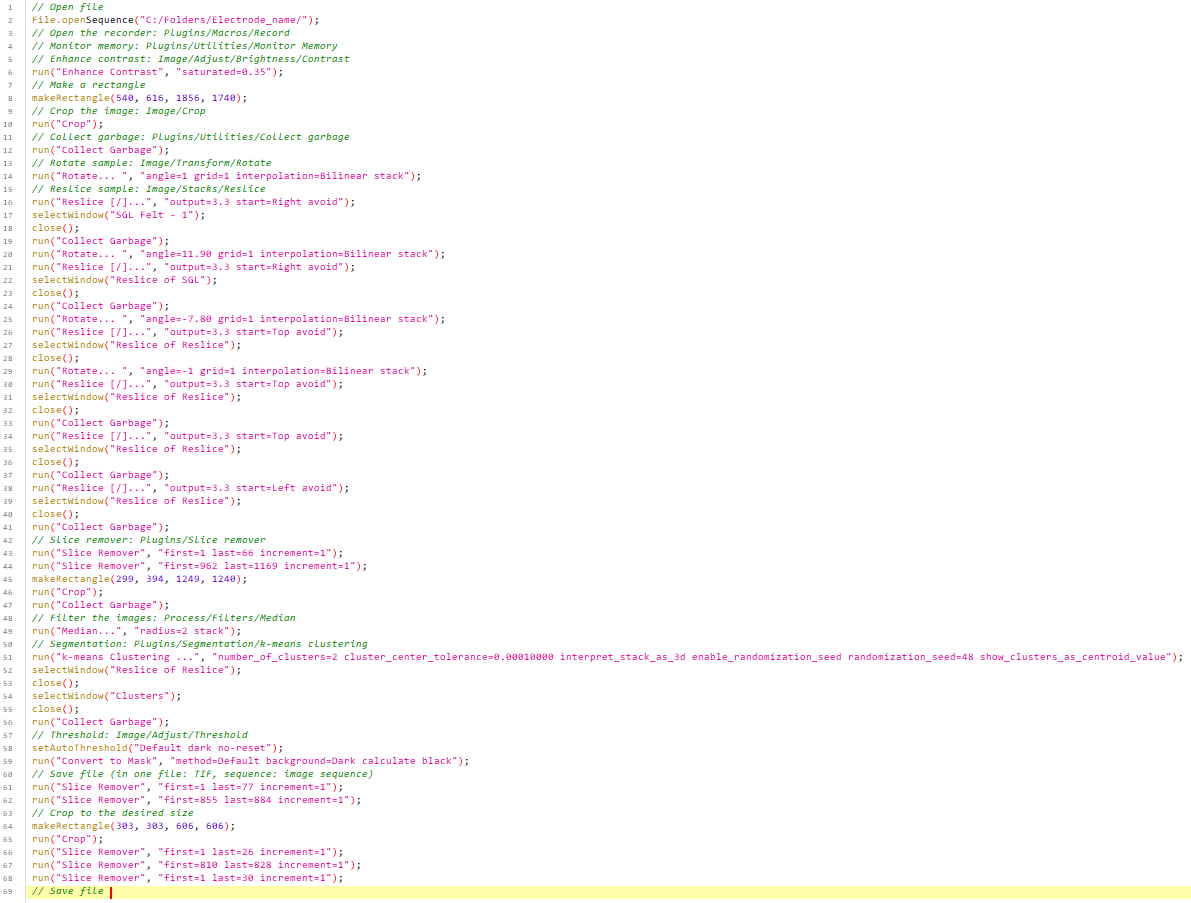 1 // Open file
2 File.openSequence("C:/Folders/Electrode_name/");
3 // Open the recorder: Plugins/Macros/Record
4 // Monitor memory: Plugins/Utilities/Monitor Memory
5 // Enhance contrast: Image/Adjust/Brightness/Contrast
6 run("Enhance Contrast", "saturated=0.35");
7 // Make a rectangle
8 makeRectangle(540, 616, 1856, 1740);
9 // Crop the image: Image/Crop
10 run("Crop");
11 // Collect garbage: Plugins/Utilities/Collect garbage
12 run("Collect Garbage");
13 // Rotate sample: Image/Transform/Rotate
14 run("Rotate... ", "angle=1 grid=1 interpolation=Bilinear stack");
15 // Reslice sample: Image/Stacks/Reslice
16 run("Reslice [/]...", "output=3.3 start=Right avoid");
17 selectWindow("SGL Felt - 1");
18 close();
19 run("Collect Garbage");
20 run("Rotate... ", "angle=11.90 grid=1 interpolation=Bilinear stack");
21 run("Reslice [/]...", "output=3.3 start=Right avoid");
22 selectWindow("Reslice of SGL");
23 close();
24 run("Collect Garbage");
25 run("Rotate... ", "angle=-7.80 grid=1 interpolation=Bilinear stack");
26 run("Reslice [/]...", "output=3.3 start=Top avoid");
27 selectWindow("Reslice of Reslice");
28 close();
29 run("Rotate... ", "angle=-1 grid=1 interpolation=Bilinear stack");
30 run("Reslice [/]...", "output=3.3 start=Top avoid");
31 selectWindow("Reslice of Reslice");
32 close();
33 run("Collect Garbage");
34 run("Reslice [/]...", "output=3.3 start=Top avoid");
35 selectWindow("Reslice of Reslice");
36 close();
37 run("Collect Garbage");
38 run("Reslice [/]...", "output=3.3 start=Left avoid");
39 selectWindow("Reslice of Reslice");
40 close();
41 run("Collect Garbage");
42 // Slice remover: Plugins/Slice remover
43 run("Slice Remover", "first=1 last=66 increment=1");
44 run("Slice Remover", "first=962 last=1169 increment=1");
45 makeRectangle(299, 394, 1249, 1240);
46 run("Crop");
47 run("Collect Garbage");
48 // Filter the images: Process/Filters/Median
49 run("Median...", "radius=2 stack");
50 // Segmentation: Plugins/Segmentation/k-means clustering
51 run("k-means Clustering ...", "number_of_clusters=2 cluster_center_tolerance=0.00010000 interpret_stack_as_3d enable_randomization_seed randomization_seed=48 show_clusters_as_centroid_value");
52 selectWindow("Reslice of Reslice");
53 close();
54 selectWindow("Clusters");
55 close();
56 run("Collect Garbage");
57 // Threshold: Image/Adjust/Threshold
58 setAutoThreshold("Default dark no-reset");
59 run("Convert to Mask", "method=Default background=Dark calculate black");
60 // Save file (in one file: TIF, sequence: image sequence)
61 run("Slice Remover", "first=1 last=77 increment=1");
62 run("Slice Remover", "first=855 last=884 increment=1");
63 // Crop to the desired size
64 makeRectangle(303, 303, 606, 606);
65 run("Crop");
66 run("Slice Remover", "first=1 last=26 increment=1");
67 run("Slice Remover", "first=810 last=828 increment=1");
68 run("Slice Remover", "first=1 last=30 increment=1");
69 // Save file